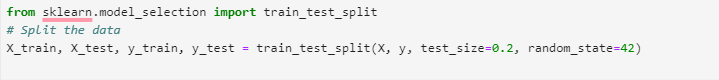 from sklearn.model_selection import train_test_split
# Split the data
X_train, X_test, y_train, y_test = train_test_split(X, y, test_size=0.2, random_state=42)